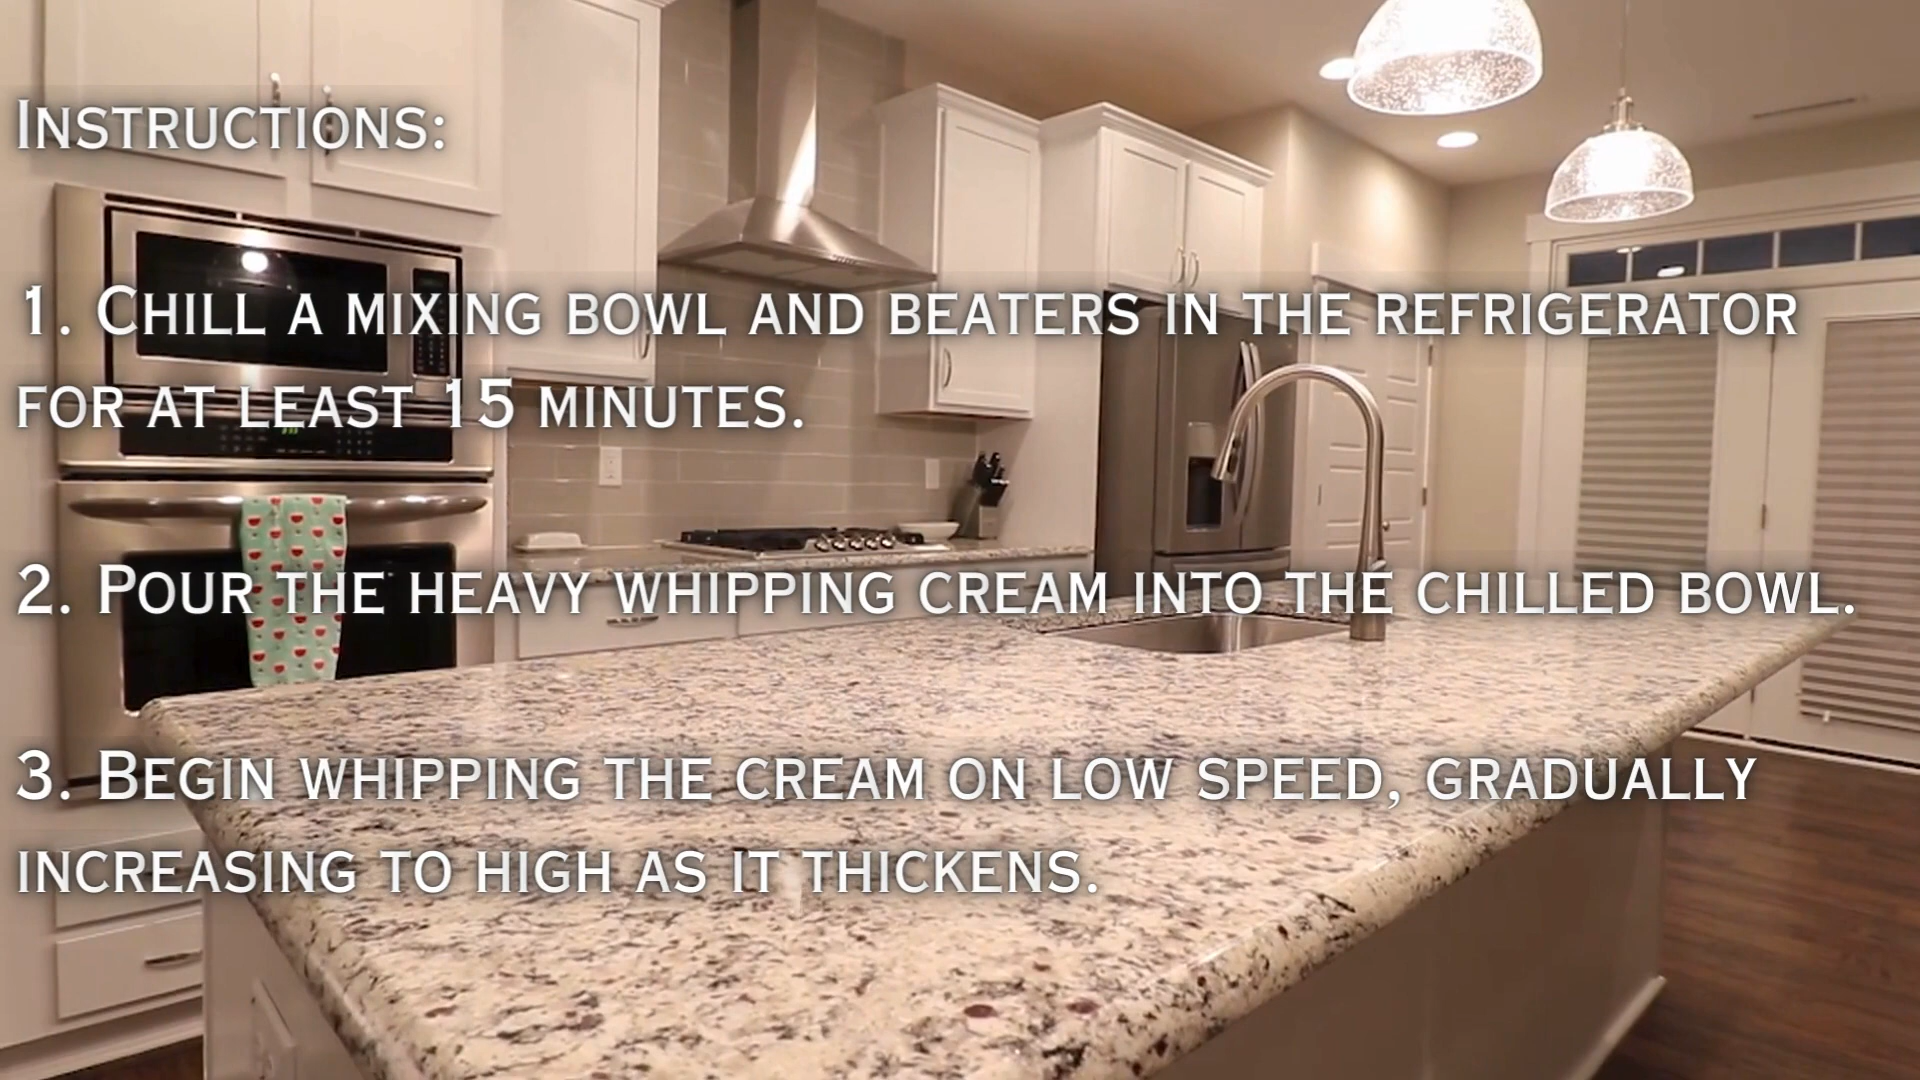 Instructions:
1. Chill a mixing bowl and beaters in the refrigerator
for at least 15 minutes.
2. Pour the heavy whipping cream into the chilled bowl.
3. Begin whipping the cream on low speed, gradually
increasing to high as it thickens.